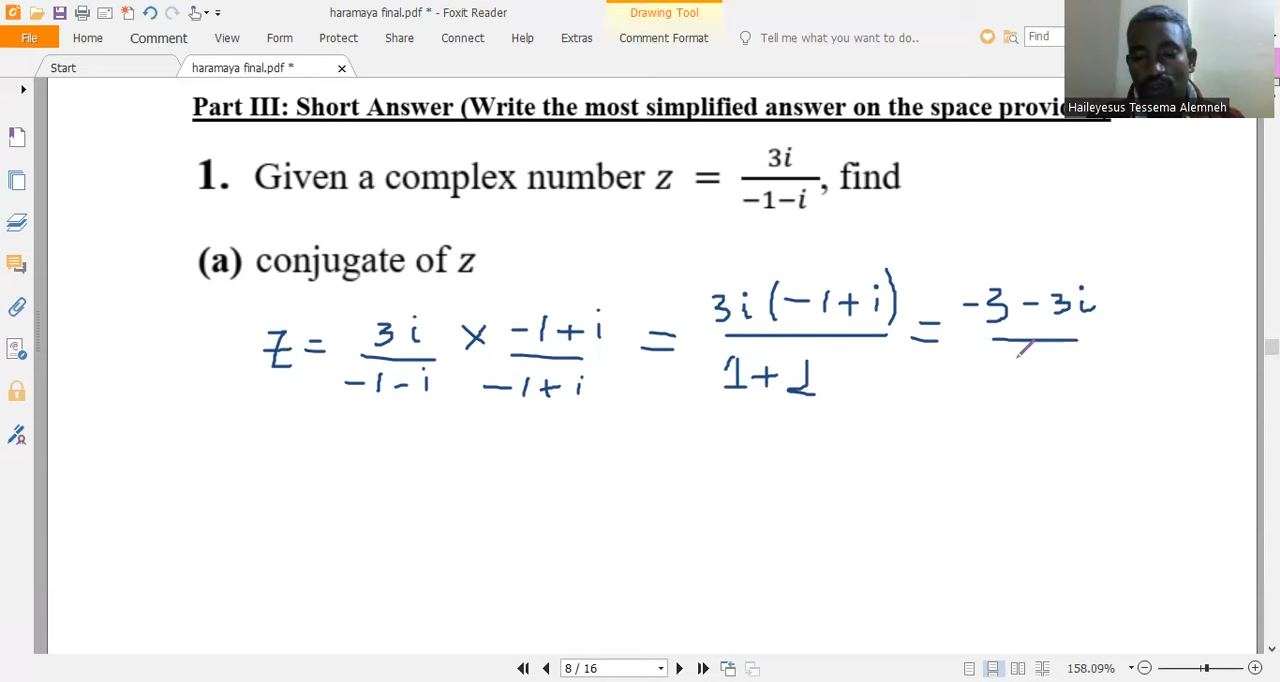 haramaya final.pdf * - Foxit Reader
Drawing Tool
File Home Comment View Form Protect Share Connect Help Extras Comment Format Tell me what you want to do.. Find
Start haramaya final.pdf *
Haileyesus Tessema Alemneh
Part III: Short Answer (Write the most simplified answer on the space provi
1. Given a complex number z = 3i / −1−i, find
(a) conjugate of z
z = 3i / -1-i × -1+i / -1+i = 3i(-1+i) / 1+1 = -3-3i
8 / 16
158.09%